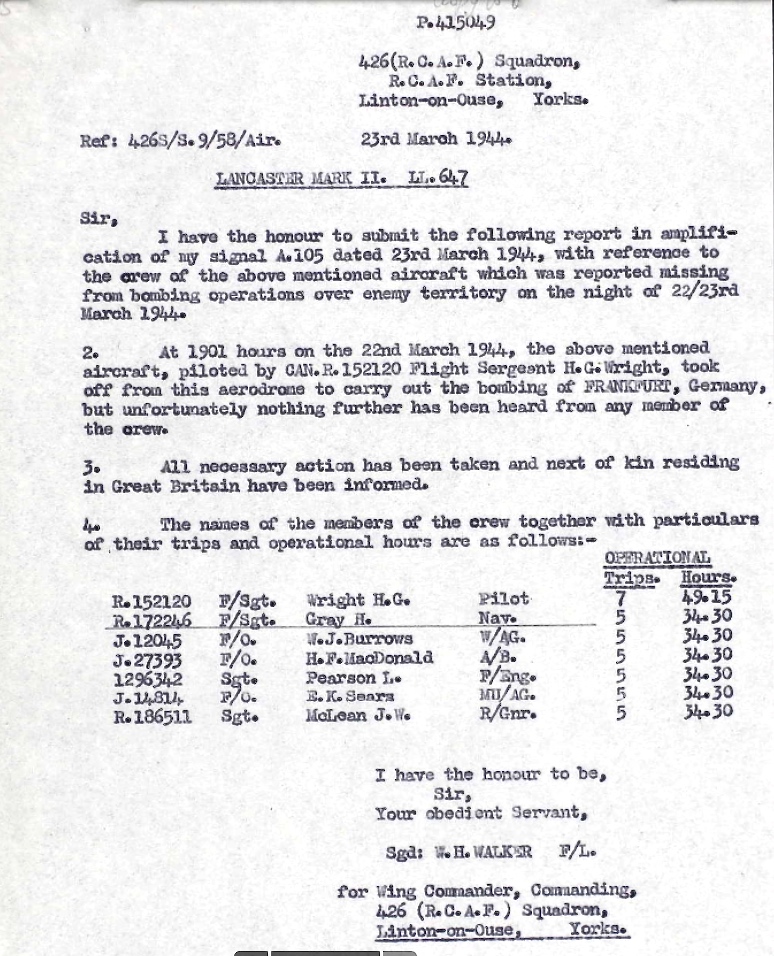 P.415049
426(R.C.A.F.) Squadron,
R.C.A.F. Station,
Linton-on-Ouse, Yorks.
Ref: 426S/S.9/58/Air. 23rd March 1944.
LANCASTER MARK II. LL.647
Sir,
I have the honour to submit the following report in amplifi-
cation of my signal A.105 dated 23rd March 1944, with reference to
the crew of the above mentioned aircraft which was reported missing
from bombing operations over enemy territory on the night of 22/23rd
March 1944.
2. At 1901 hours on the 22nd March 1944, the above mentioned
aircraft, piloted by CAN.R.152120 Flight Sergeant H.G.Wright, took
off from this aerodrome to carry out the bombing of FRANKFURT, Germany,
but unfortunately nothing further has been heard from any member of
the crew.
3. All necessary action has been taken and next of kin residing
in Great Britain have been informed.
4. The names of the members of the crew together with particulars
of their trips and operational hours are as follows:-
OPERATIONAL
Trips. Hours.
R.152120 F/Sgt. Wright H.G. Pilot 7 49.15
R.172246 F/Sgt. Gray H. Nav. 5 34.30
J.12045 F/O. W.J.Burrows W/AG. 5 34.30
J.27393 F/O. H.F.MacDonald A/B. 5 34.30
1296342 Sgt. Pearson L. F/Eng. 5 34.30
J.14814 F/O. E.K.Sears MU/AG. 5 34.30
R.186511 Sgt. McLean J.W. R/Gnr. 5 34.30
I have the honour to be,
Sir,
Your obedient Servant,
Sgd: W.H.WALKER F/L.
for Wing Commander, Commanding,
426 (R.C.A.F.) Squadron,
Linton-on-Ouse, Yorks.